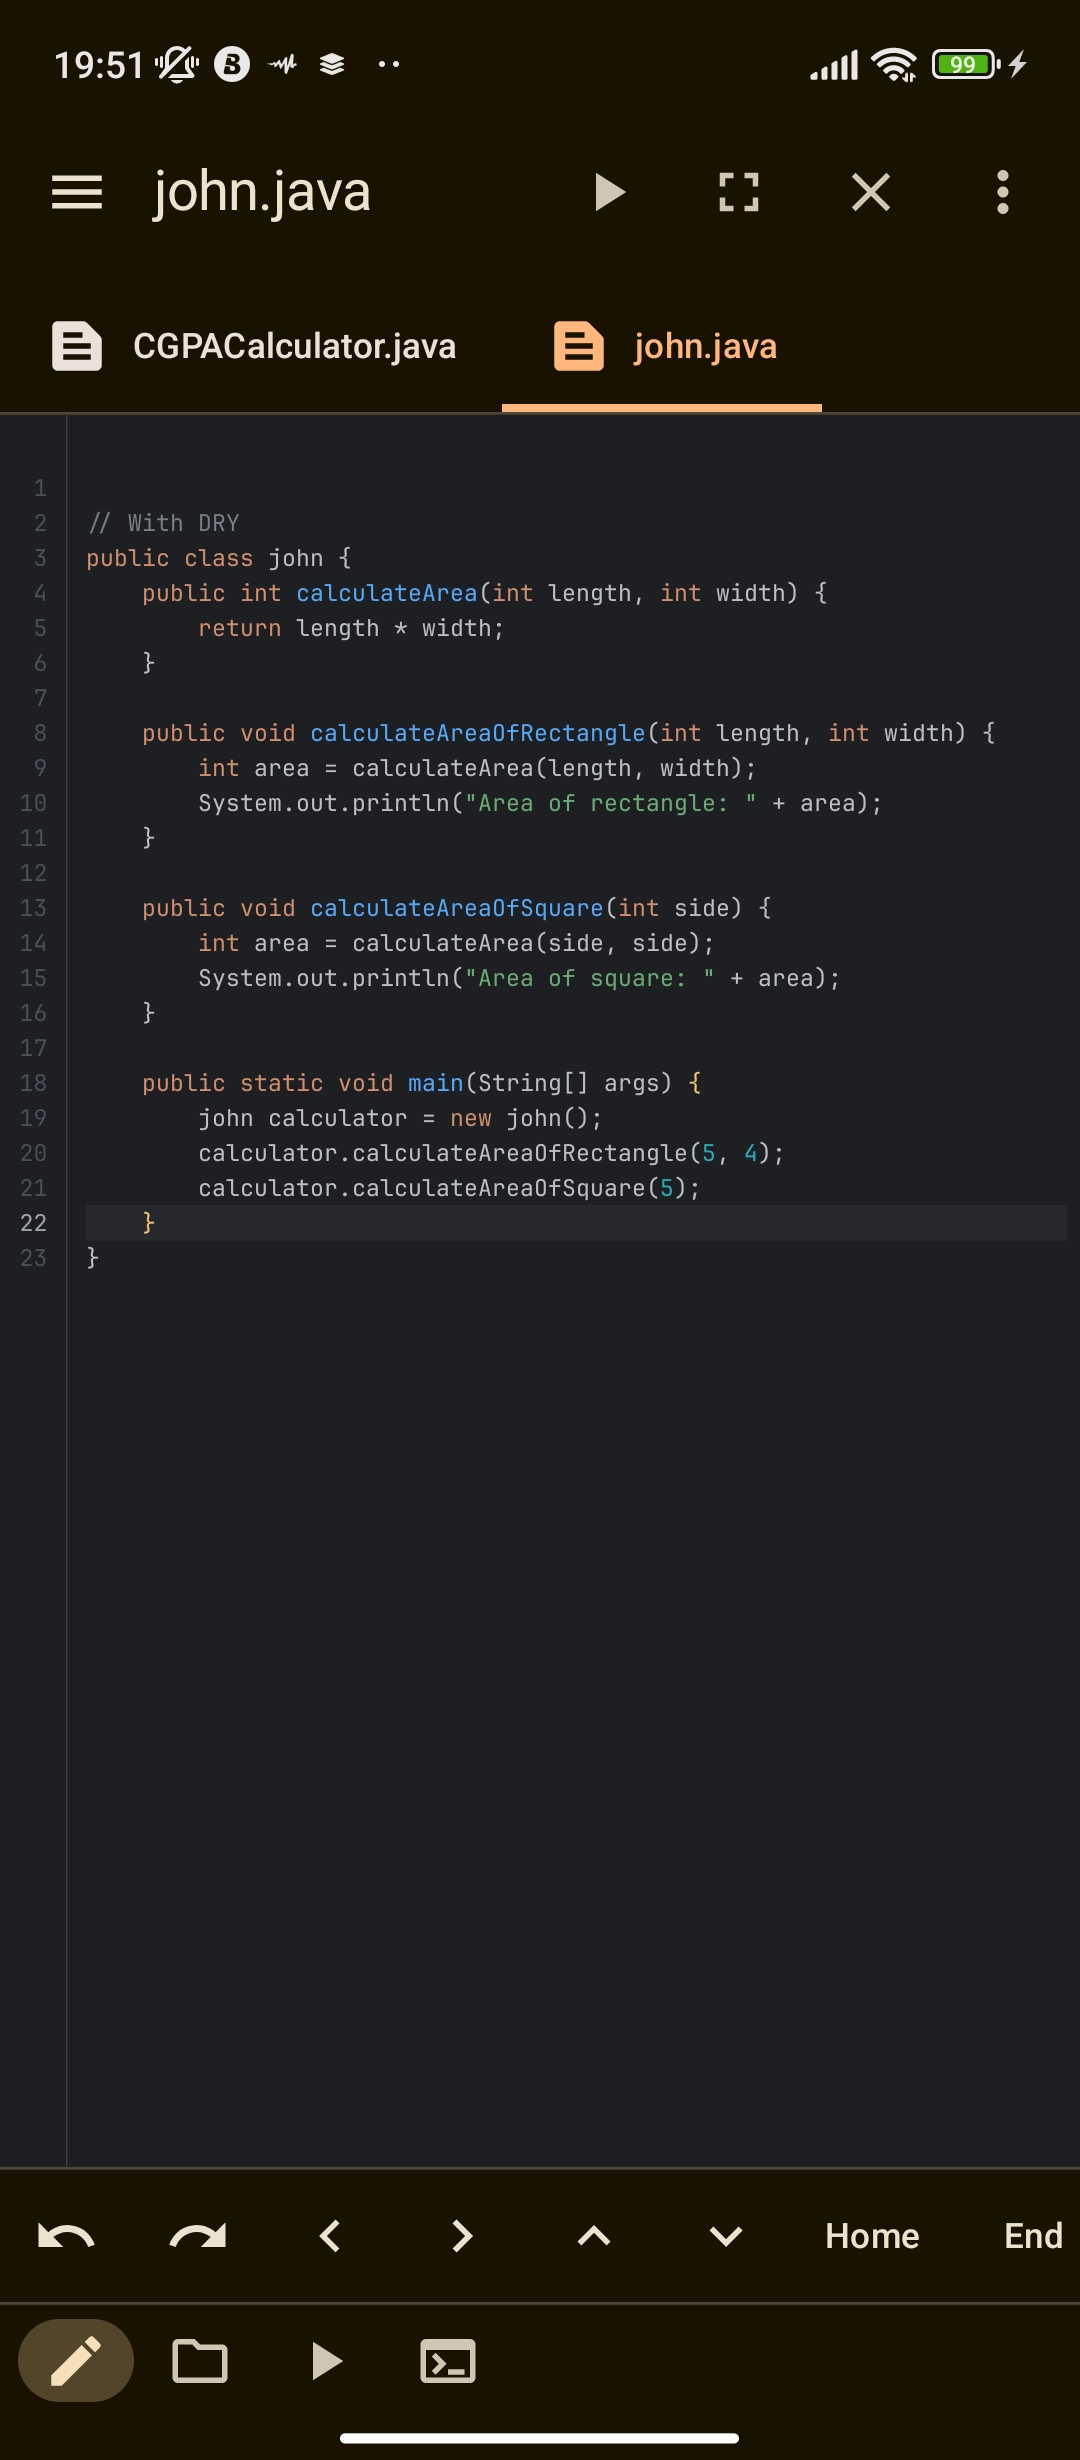 19:51
99
john.java
CGPACalculator.java
john.java
1
2 // With DRY
3 public class john {
4     public int calculateArea(int length, int width) {
5         return length * width;
6     }
7
8     public void calculateAreaOfRectangle(int length, int width) {
9         int area = calculateArea(length, width);
10         System.out.println("Area of rectangle: " + area);
11     }
12
13     public void calculateAreaOfSquare(int side) {
14         int area = calculateArea(side, side);
15         System.out.println("Area of square: " + area);
16     }
17
18     public static void main(String[] args) {
19         john calculator = new john();
20         calculator.calculateAreaOfRectangle(5, 4);
21         calculator.calculateAreaOfSquare(5);
22     }
23 }
Home End